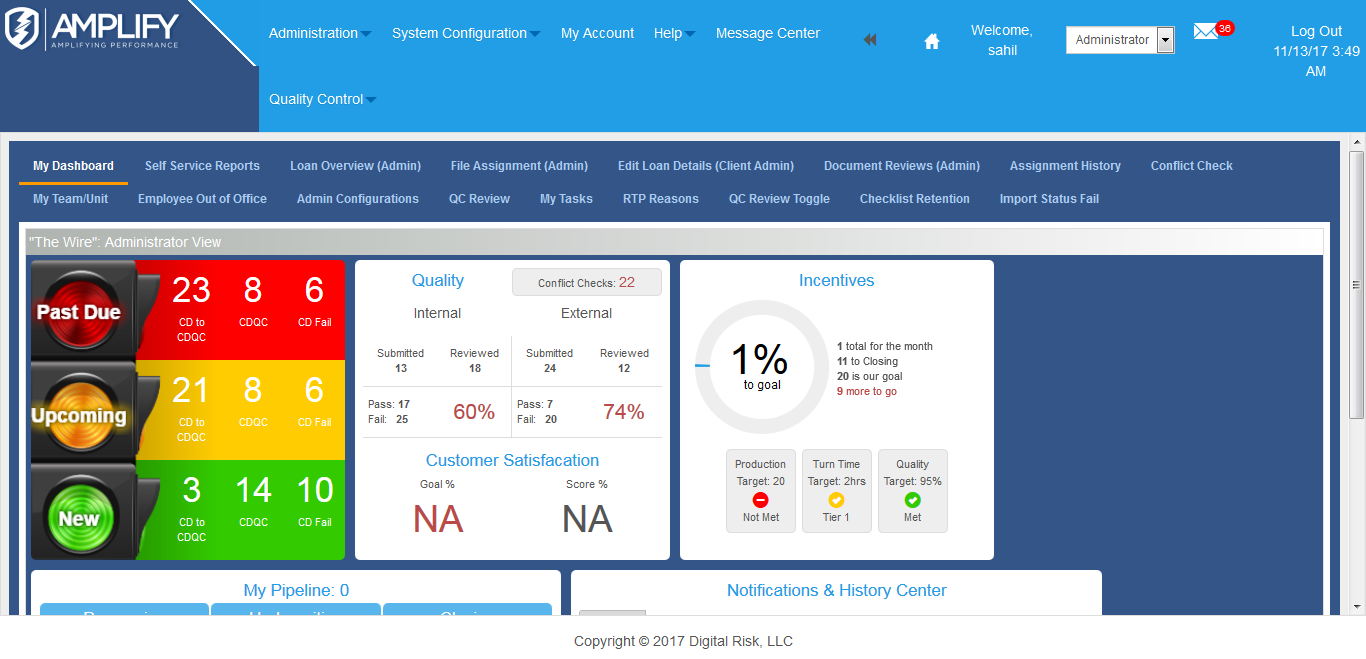 AMPLIFY
AMPLIFYING PERFORMANCE
Administration
System Configuration
My Account
Help
Message Center
Welcome,
sahil
Administrator
36
Log Out
11/13/17 3:49
AM
Quality Control
My Dashboard
Self Service Reports
Loan Overview (Admin)
File Assignment (Admin)
Edit Loan Details (Client Admin)
Document Reviews (Admin)
Assignment History
Conflict Check
My Team/Unit
Employee Out of Office
Admin Configurations
QC Review
My Tasks
RTP Reasons
QC Review Toggle
Checklist Retention
Import Status Fail
"The Wire": Administrator View
Past Due
23 8 6
CD to CDQC CD Fail
CDQC
Upcoming
21 8 6
CD to CDQC CD Fail
CDQC
New
3 14 10
CD to CDQC CD Fail
CDQC
Quality
Conflict Checks: 22
Internal External
Submitted Reviewed Submitted Reviewed
13 18 24 12
Pass: 17
Fail: 25
60%
Pass: 7
Fail: 20
74%
Customer Satisfacation
Goal % Score %
NA NA
Incentives
1%
to goal
1 total for the month
11 to Closing
20 is our goal
9 more to go
Production
Target: 20
Not Met
Turn Time
Target: 2hrs
Tier 1
Quality
Target: 95%
Met
My Pipeline: 0
Notifications & History Center
Copyright © 2017 Digital Risk, LLC